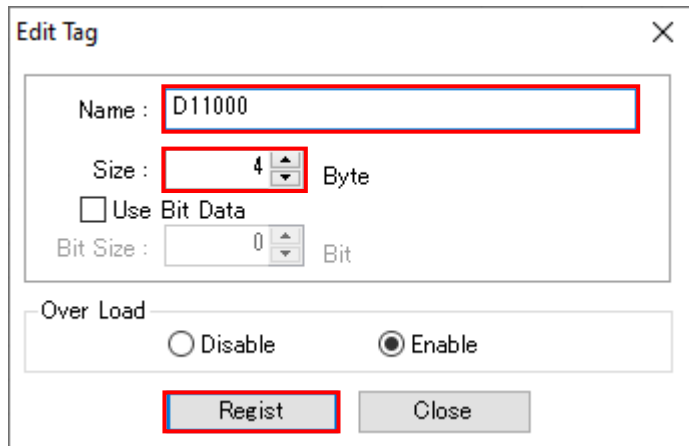 Edit Tag
Name : D11000
Size : 4 Byte
Use Bit Data
Bit Size : 0 Bit
Over Load
Disable Enable
Regist Close